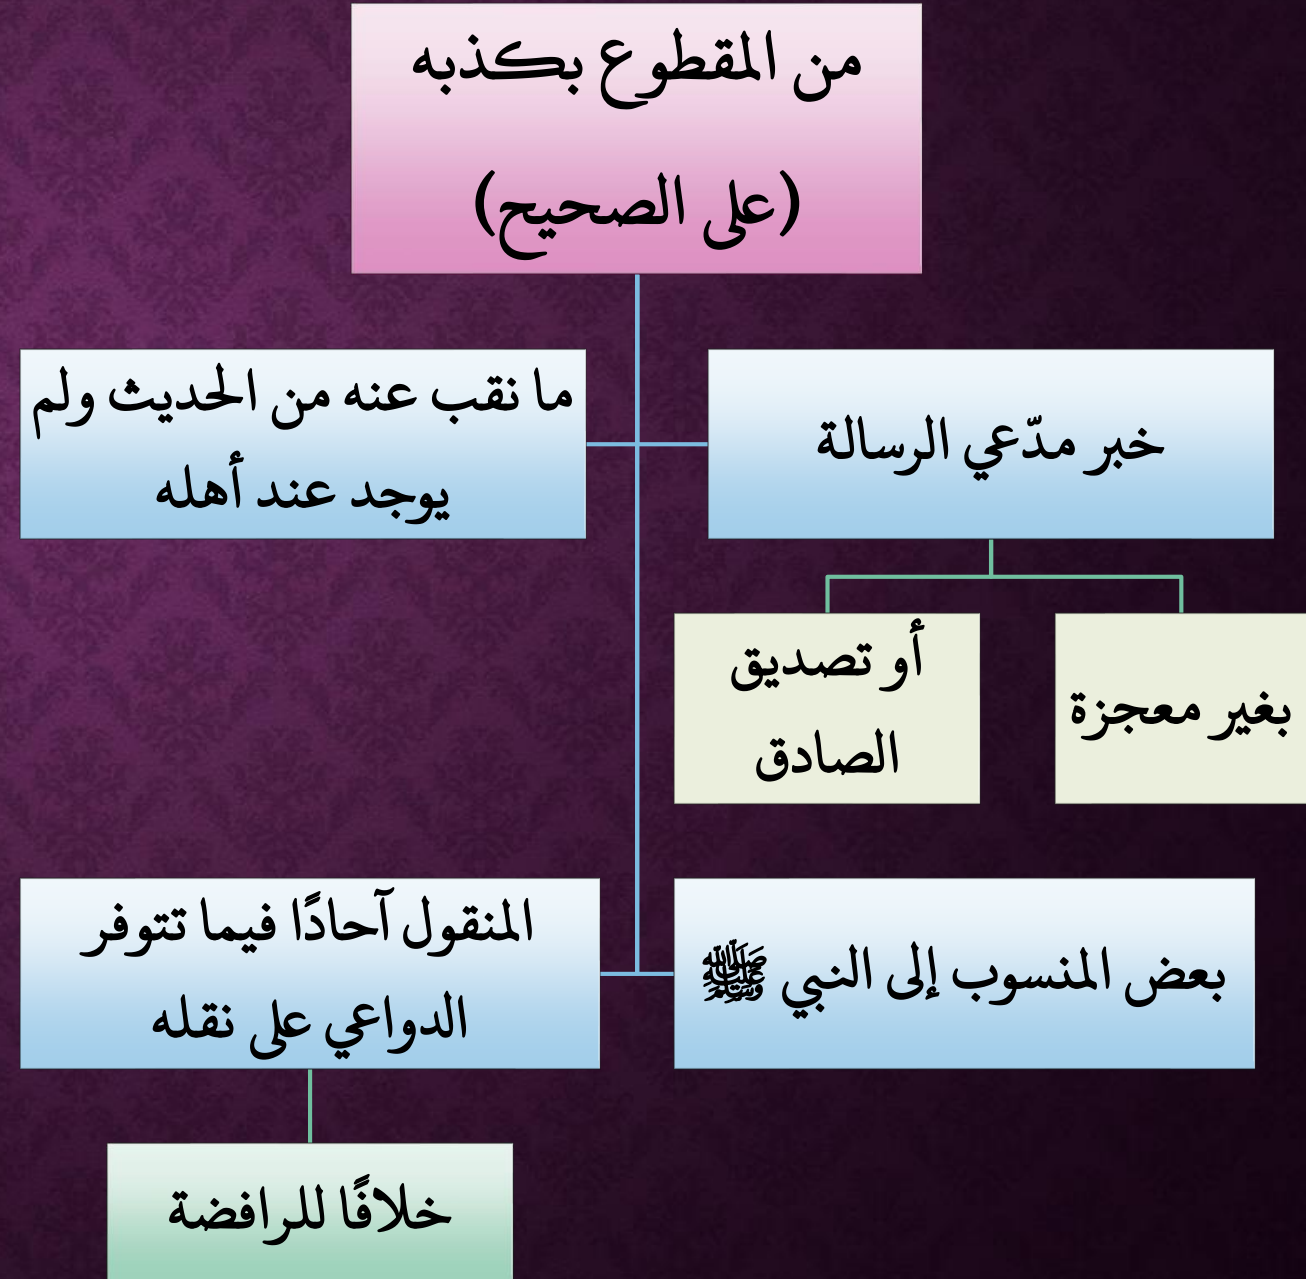 من المقطوع بكذبه
(على الصحيح)
خبر مدّعي الرسالة
ما نقب عنه من الحديث ولم
يوجد عند أهله
بغير معجزة
أو تصديق
الصادق
بعض المنسوب إلى النبي ﷺ
المنقول آحادًا فيما تتوفر
الدواعي على نقله
خلافًا للرافضة